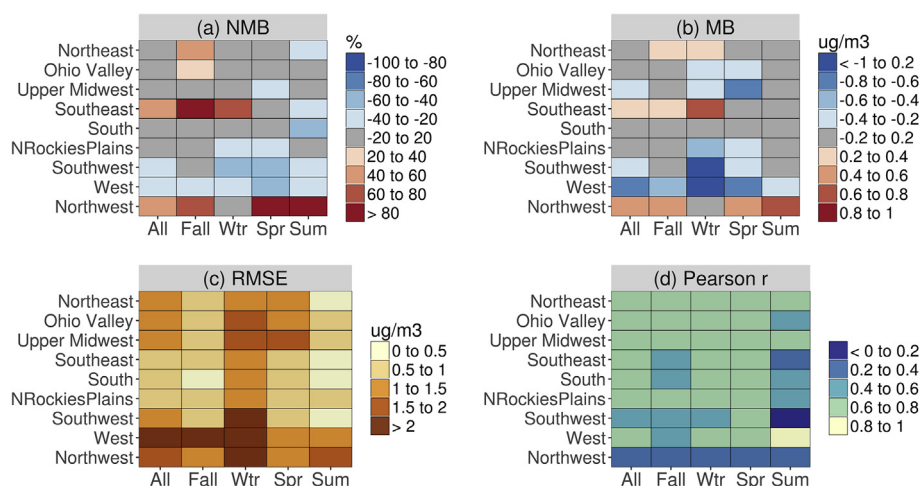 (a) NMB
Northeast
Ohio Valley
Upper Midwest
Southeast
South
NRockiesPlains
Southwest
West
Northwest
All Fall Wtr Spr Sum
%
-100 to -80
-80 to -60
-60 to -40
-40 to -20
-20 to 20
20 to 40
40 to 60
60 to 80
> 80
(b) MB
Northeast
Ohio Valley
Upper Midwest
Southeast
South
NRockiesPlains
Southwest
West
Northwest
All Fall Wtr Spr Sum
ug/m3
< -1 to 0.2
-0.8 to -0.6
-0.6 to -0.4
-0.4 to -0.2
-0.2 to 0.2
0.2 to 0.4
0.4 to 0.6
0.6 to 0.8
0.8 to 1
(c) RMSE
Northeast
Ohio Valley
Upper Midwest
Southeast
South
NRockiesPlains
Southwest
West
Northwest
All Fall Wtr Spr Sum
ug/m3
0 to 0.5
0.5 to 1
1 to 1.5
1.5 to 2
> 2
(d) Pearson r
Northeast
Ohio Valley
Upper Midwest
Southeast
South
NRockiesPlains
Southwest
West
Northwest
All Fall Wtr Spr Sum
< 0 to 0.2
0.2 to 0.4
0.4 to 0.6
0.6 to 0.8
0.8 to 1